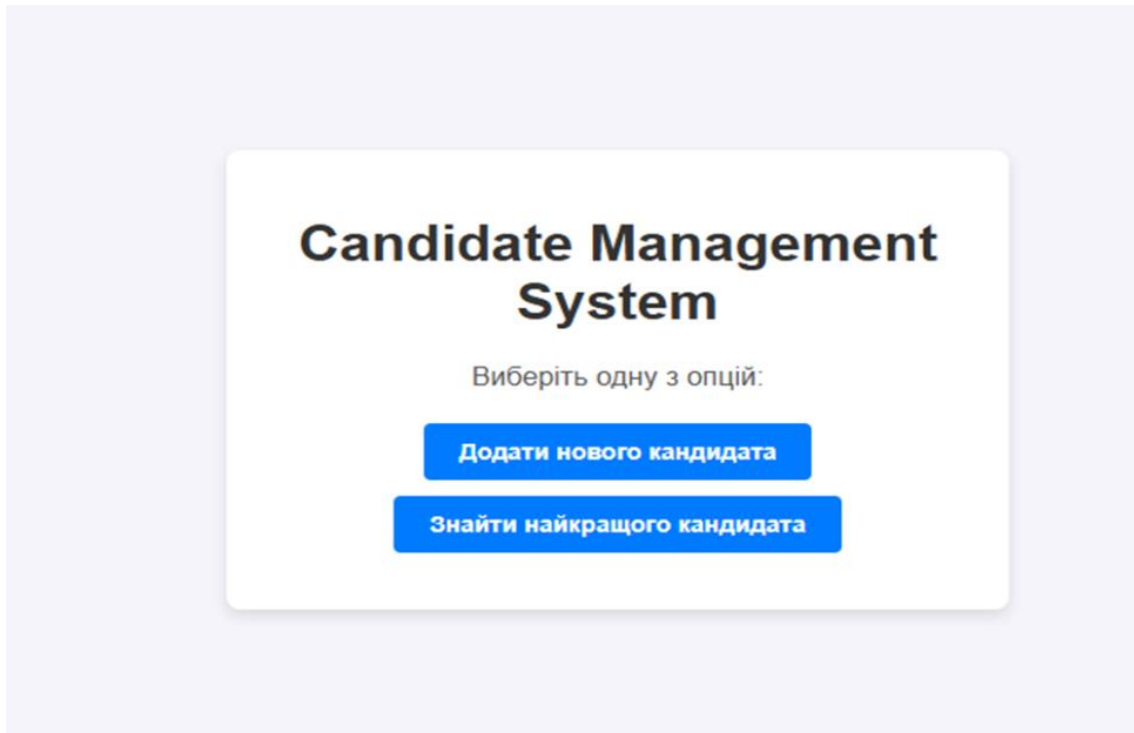 Candidate Management
System
Виберіть одну з опцій:
Додати нового кандидата
Знайти найкращого кандидата